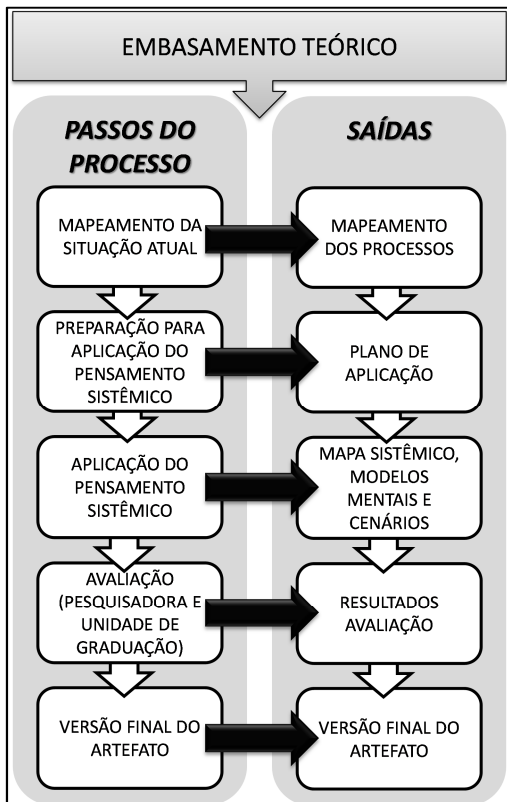 EMBASAMENTO TEÓRICO
PASSOS DO
PROCESSO
SAÍDAS
MAPEAMENTO DA
SITUAÇÃO ATUAL
MAPEAMENTO
DOS PROCESSOS
PREPARAÇÃO PARA
APLICAÇÃO DO
PENSAMENTO
SISTÊMICO
PLANO DE
APLICAÇÃO
APLICAÇÃO DO
PENSAMENTO
SISTÊMICO
MAPA SISTÊMICO,
MODELOS
MENTAIS E
CENÁRIOS
AVALIAÇÃO
(PESQUISADORA E
UNIDADE DE
GRADUAÇÃO)
RESULTADOS
AVALIAÇÃO
VERSÃO FINAL DO
ARTEFATO
VERSÃO FINAL DO
ARTEFATO